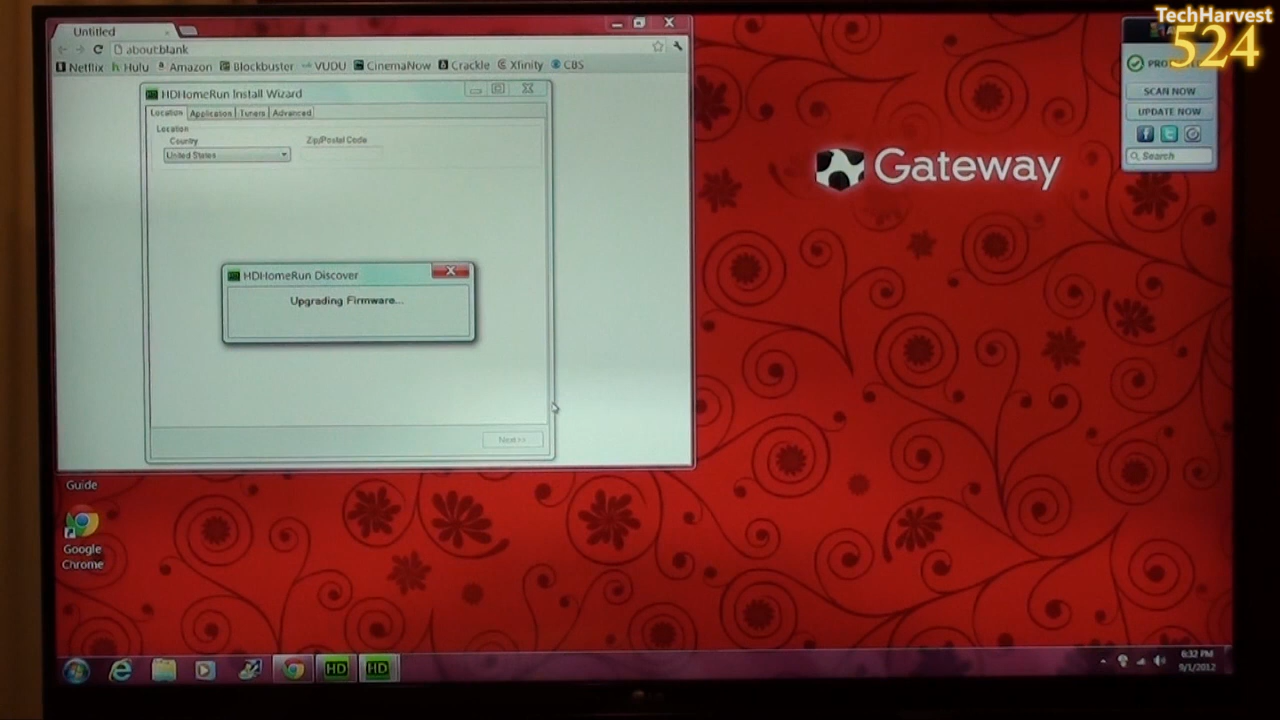 TechHarvest
524
Untitled
about:blank
Netflix Hulu Amazon Blockbuster VUDU CinemaNow Crackle Xfinity CBS
HDHomeRun Install Wizard
Location Application Tuners Advanced
Location
Country Zip/Postal Code
United States
HDHomeRun Discover
Upgrading Firmware...
Next >>
Gateway
SCAN NOW
UPDATE NOW
Search
Guide
Google
Chrome
HD HD
6:32 PM
9/1/2012